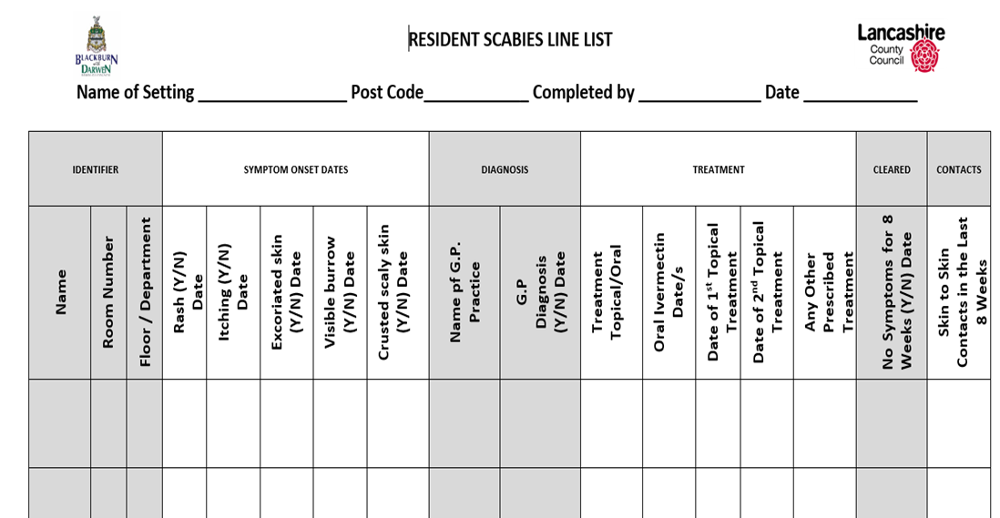 BLACKBURN
with
DARWEN
RESIDENT SCABIES LINE LIST
Lancashire
County
Council
Name of Setting _________________ Post Code____________ Completed by ______________ Date _____________
IDENTIFIER
SYMPTOM ONSET DATES
DIAGNOSIS
TREATMENT
CLEARED
CONTACTS
Name
Room Number
Floor / Department
Rash (Y/N)
Date
Itching (Y/N)
Date
Excoriated skin
(Y/N) Date
Visible burrow
(Y/N) Date
Crusted scaly skin
(Y/N) Date
Name pf G.P.
Practice
G.P
Diagnosis
(Y/N) Date
Treatment
Topical/Oral
Oral Ivermectin
Date/s
Date of 1st Topical
Treatment
Date of 2nd Topical
Treatment
Any Other
Prescribed
Treatment
No Symptoms for 8
Weeks (Y/N) Date
Skin to Skin
Contacts in the Last
8 Weeks